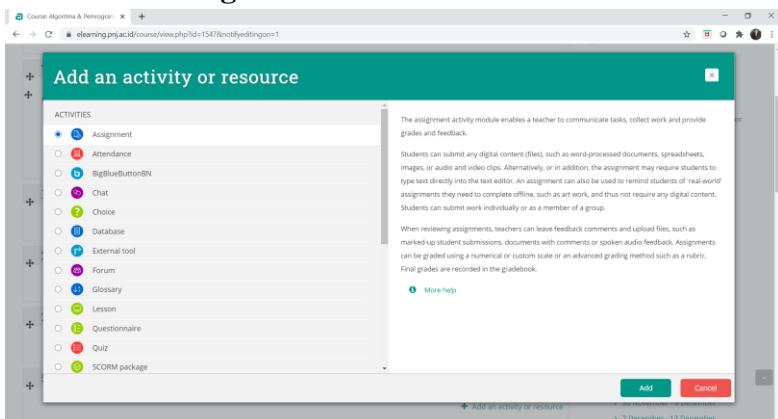 Course: Algoritma & Pemrogram
elearning.pnj.ac.id/course/view.php?id=1547&notifyeditingon=1
Add an activity or resource
ACTIVITIES
Assignment
Attendance
BigBlueButtonBN
Chat
Choice
Database
External tool
Forum
Glossary
Lesson
Questionnaire
Quiz
SCORM package
The assignment activity module enables a teacher to communicate tasks, collect work and provide
grades and feedback.
Students can submit any digital content (files), such as word-processed documents, spreadsheets,
images, or audio and video clips. Alternatively, or in addition, the assignment may require students to
type text directly into the text editor. An assignment can also be used to remind students of 'real-world'
assignments they need to complete offline, such as art work, and thus not require any digital content.
Students can submit work individually or as a member of a group.
When reviewing assignments, teachers can leave feedback comments and upload files, such as
marked-up student submissions, documents with comments or spoken audio feedback. Assignments
can be graded using a numerical or custom scale or an advanced grading method such as a rubric.
Final grades are recorded in the gradebook.
More help
Add
Cancel
Add an activity or resource
7 December - 13 December